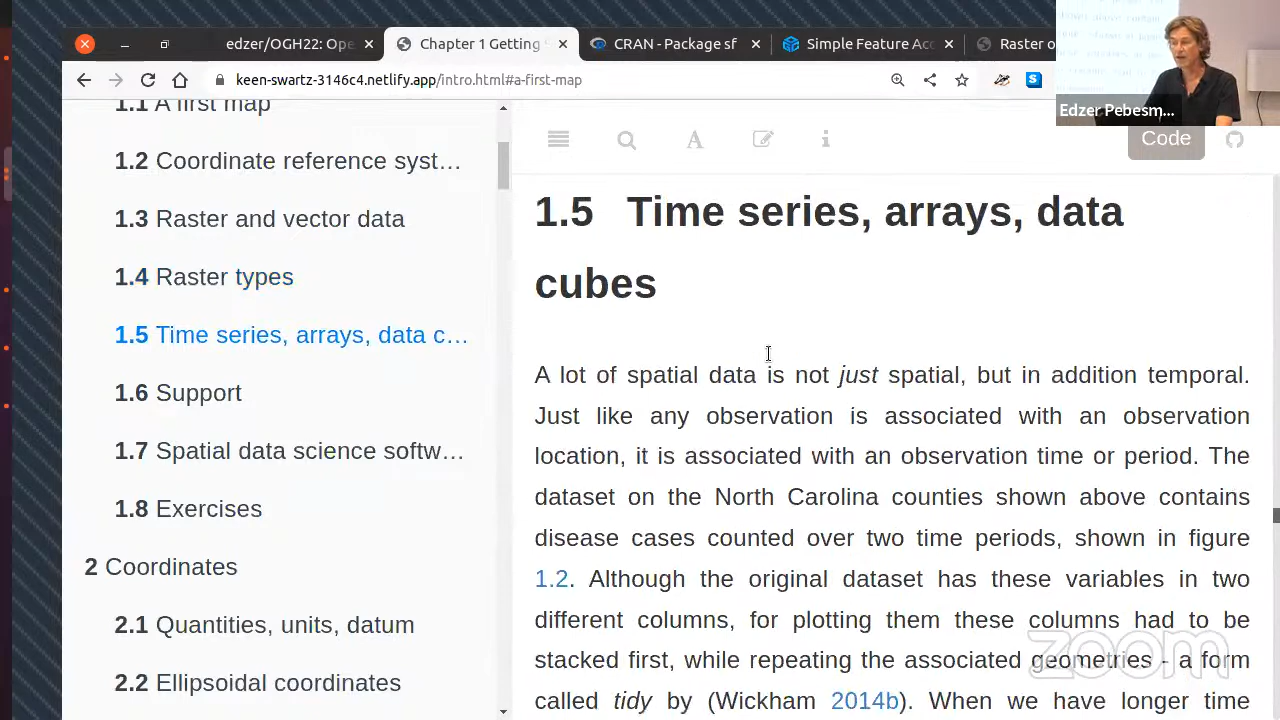 edzer/OGH22: Ope
Chapter 1 Getting
CRAN - Package sf
Simple Feature Acc
Raster o
keen-swartz-3146c4.netlify.app/intro.html#a-first-map
Edzer Pebesm...
1.1 A first map
1.2 Coordinate reference syst...
1.3 Raster and vector data
1.4 Raster types
1.5 Time series, arrays, data c...
1.6 Support
1.7 Spatial data science softw...
1.8 Exercises
2 Coordinates
2.1 Quantities, units, datum
2.2 Ellipsoidal coordinates
Code
1.5 Time series, arrays, data
cubes
A lot of spatial data is not just spatial, but in addition temporal.
Just like any observation is associated with an observation
location, it is associated with an observation time or period. The
dataset on the North Carolina counties shown above contains
disease cases counted over two time periods, shown in figure
1.2. Although the original dataset has these variables in two
different columns, for plotting them these columns had to be
stacked first, while repeating the associated geometries - a form
called tidy by (Wickham 2014b). When we have longer time
zoom